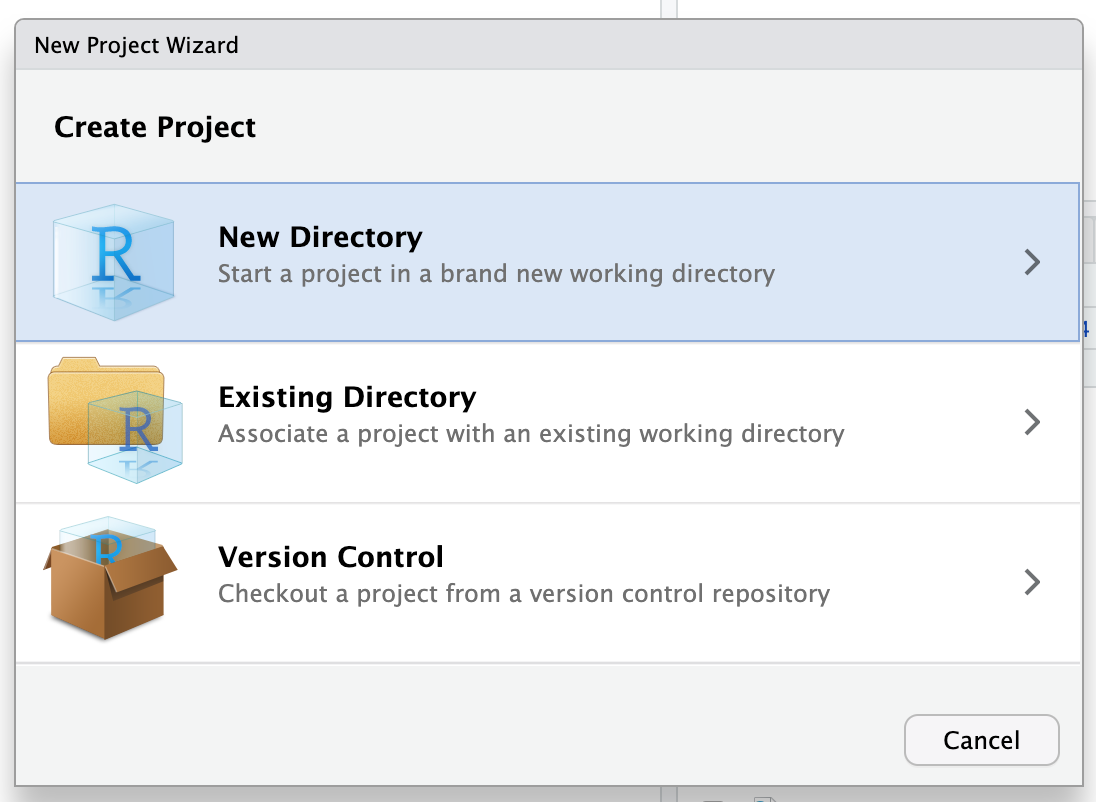 New Project Wizard
Create Project
R
New Directory
Start a project in a brand new working directory
4
R
Existing Directory
Associate a project with an existing working directory
R
Version Control
Checkout a project from a version control repository
Cancel